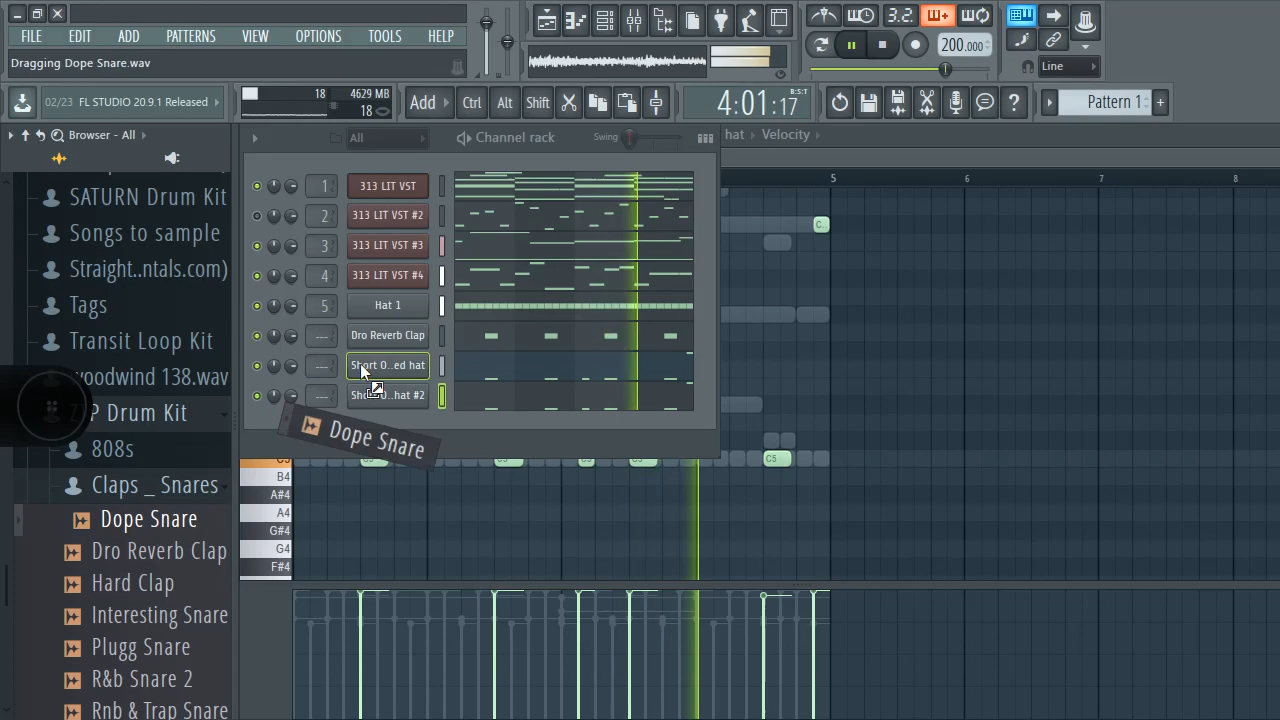 FILE EDIT ADD PATTERNS VIEW OPTIONS TOOLS HELP
Dragging Dope Snare.wav
3.2
200.000
Line
02/23 FL STUDIO 20.9.1 Released
18 4629 MB
18
Add Ctrl Alt Shift
4:01:17
B:S:T
?
Pattern 1
Browser - All
All
Channel rack
Swing
hat Velocity
SATURN Drum Kit
Songs to sample
Straight..ntals.com)
Tags
Transit Loop Kit
woodwind 138.wav
808s
Claps _ Snares
Dope Snare
Dro Reverb Clap
Hard Clap
Interesting Snare
Plugg Snare
R&b Snare 2
Rnb & Trap Snare
1 313 LIT VST
2 313 LIT VST #2
3 313 LIT VST #3
4 313 LIT VST #4
5 Hat 1
--- Dro Reverb Clap
--- Short O..ed hat
--- hat #2
Dope Snare
5 6 7 8
C..
C5
B4
A#4
A4
G#4
G4
F#4